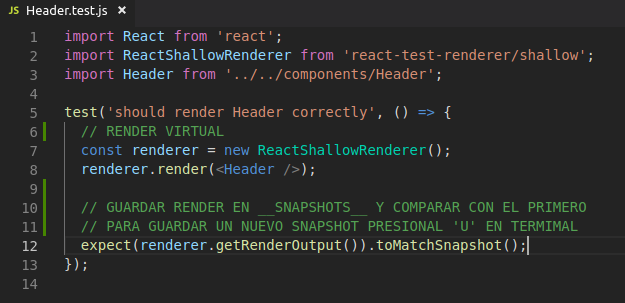 JS Header.test.js ×
1 import React from 'react';
2 import ReactShallowRenderer from 'react-test-renderer/shallow';
3 import Header from '../../components/Header';
4
5 test('should render Header correctly', () => {
6   // RENDER VIRTUAL
7   const renderer = new ReactShallowRenderer();
8   renderer.render(<Header />);
9
10   // GUARDAR RENDER EN __SNAPSHOTS__ Y COMPARAR CON EL PRIMERO
11   // PARA GUARDAR UN NUEVO SNAPSHOT PRESIONAL 'U' EN TERMIMAL
12   expect(renderer.getRenderOutput()).toMatchSnapshot();
13 });
14